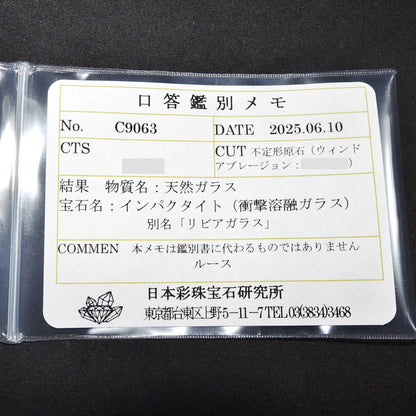 口答鑑別メモ
No. C9063 DATE 2025.06.10
CTS CUT 不定形原石（ウィンド
アブレージョン：）
結果 物質名：天然ガラス
宝石名：インパクタイト（衝撃溶融ガラス）
別名「リビアガラス」
COMMEN 本メモは鑑別書に代わるものではありません
ルース
日本彩珠宝石研究所
東京都台東区上野5-11-7 TEL 03(3834)3468